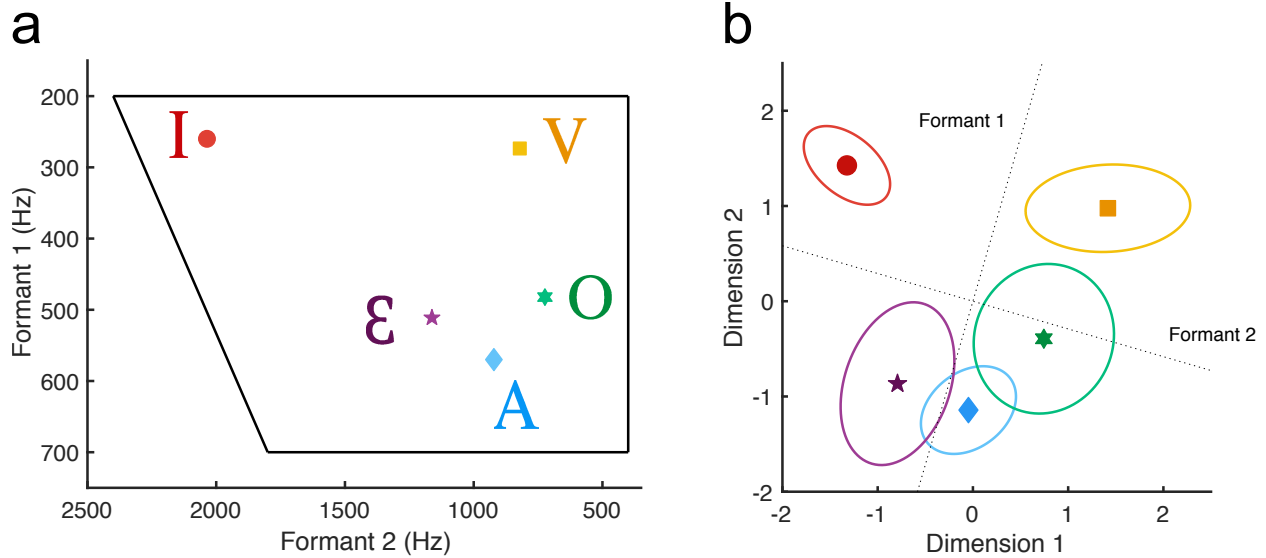 a
200
300
400
500
600
700
2500
2000
1500
1000
500
Formant 1 (Hz)
Formant 2 (Hz)
I
V
Ɛ
O
A
b
2
1
0
-1
-2
-2
-1
0
1
2
Dimension 2
Dimension 1
Formant 1
Formant 2